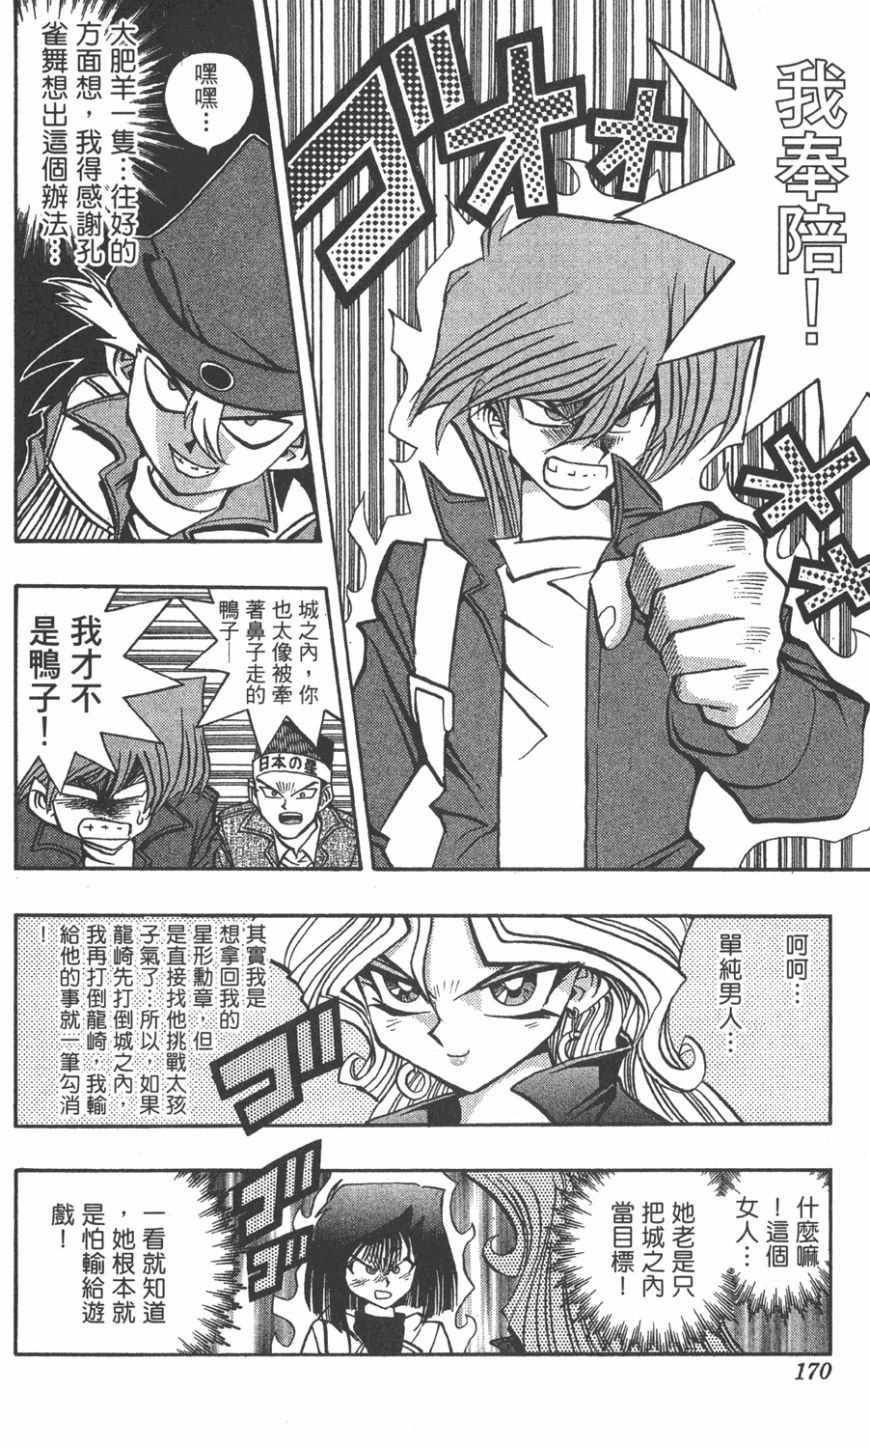 我奉陪！
ゴオオ
オオ
嘿嘿…
大肥羊一隻…往好的
方面想，我得感謝孔
雀舞想出這個辦法…
城之內，你
也太像被牽
著鼻子走的
鴨子——
日本の星
我才不
是鴨子！
呵呵…
單純男人…
其實我是
想拿回我的
星形勳章，但
是直接找他挑戰太孩
子氣了…所以，如果
龍崎先打倒城之內，
我再打倒龍崎，我輸
給他的事就一筆勾消
！
ゴゴゴ
什麼嘛
！這個
女人…
她老是只
把城之內
當目標！
一看就知道
，她根本就
是怕輸給遊
戲！
170